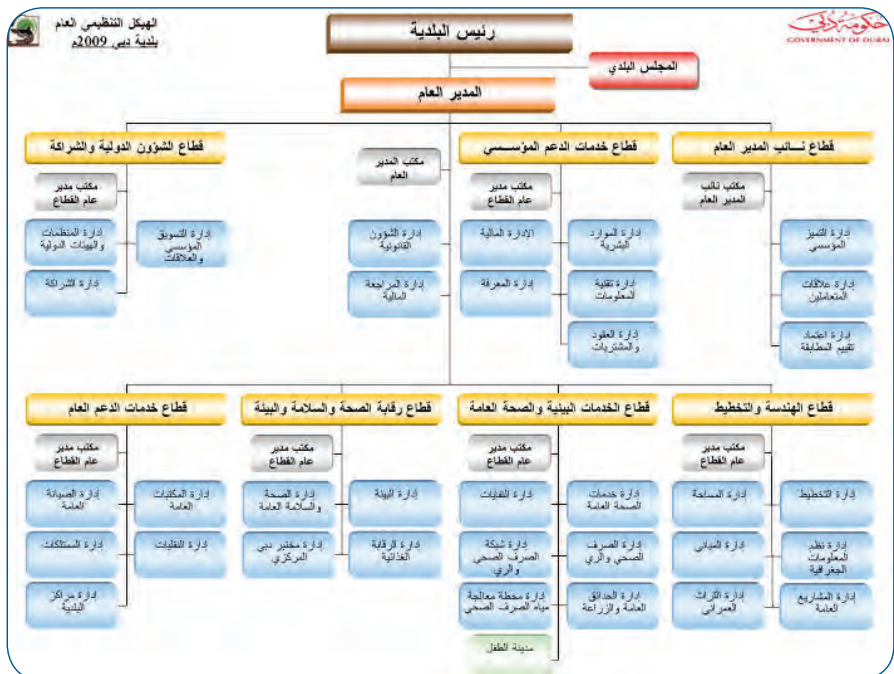 الهيكل التنظيمي العام
بلدية دبي 2009م
حكومة دبي
GOVERNMENT OF DUBAI
رئيس البلدية
المجلس البلدي
المدير العام
قطاع نائب المدير العام
مكتب نائب
المدير العام
إدارة التميز
المؤسسي
إدارة علاقات
المتعاملين
إدارة اعتماد
تقييم المطابقة
قطاع خدمات الدعم المؤسسي
مكتب مدير
عام القطاع
إدارة الموارد
البشرية
الإدارة المالية
إدارة تقنية
المعلومات
إدارة المعرفة
إدارة العقود
والمشتريات
مكتب المدير
العام
إدارة الشؤون
القانونية
إدارة المراجعة
المالية
قطاع الشؤون الدولية والشراكة
مكتب مدير
عام القطاع
إدارة التسويق
المؤسسي
والعلاقات
إدارة المنظمات
والهيئات الدولية
إدارة الشراكة
قطاع الهندسة والتخطيط
مكتب مدير
عام القطاع
إدارة التخطيط
إدارة المساحة
إدارة نظم
المعلومات
الجغرافية
إدارة المباني
إدارة المشاريع
العامة
إدارة التراث
العمراني
قطاع الخدمات البيئية والصحة العامة
مكتب مدير
عام القطاع
إدارة خدمات
الصحة العامة
إدارة النفايات
إدارة الصرف
الصحي والري
إدارة شبكة
الصرف الصحي
والري
إدارة الحدائق
العامة والزراعة
إدارة محطة معالجة
مياه الصرف الصحي
مدينة الطفل
قطاع رقابة الصحة والسلامة والبيئة
مكتب مدير
عام القطاع
إدارة البيئة
إدارة الصحة
والسلامة العامة
إدارة الرقابة
الغذائية
إدارة مختبر دبي
المركزي
قطاع خدمات الدعم العام
مكتب مدير
عام القطاع
إدارة المكتبات
العامة
إدارة الصيانة
العامة
إدارة النقليات
إدارة الممتلكات
إدارة مراكز
البلدية